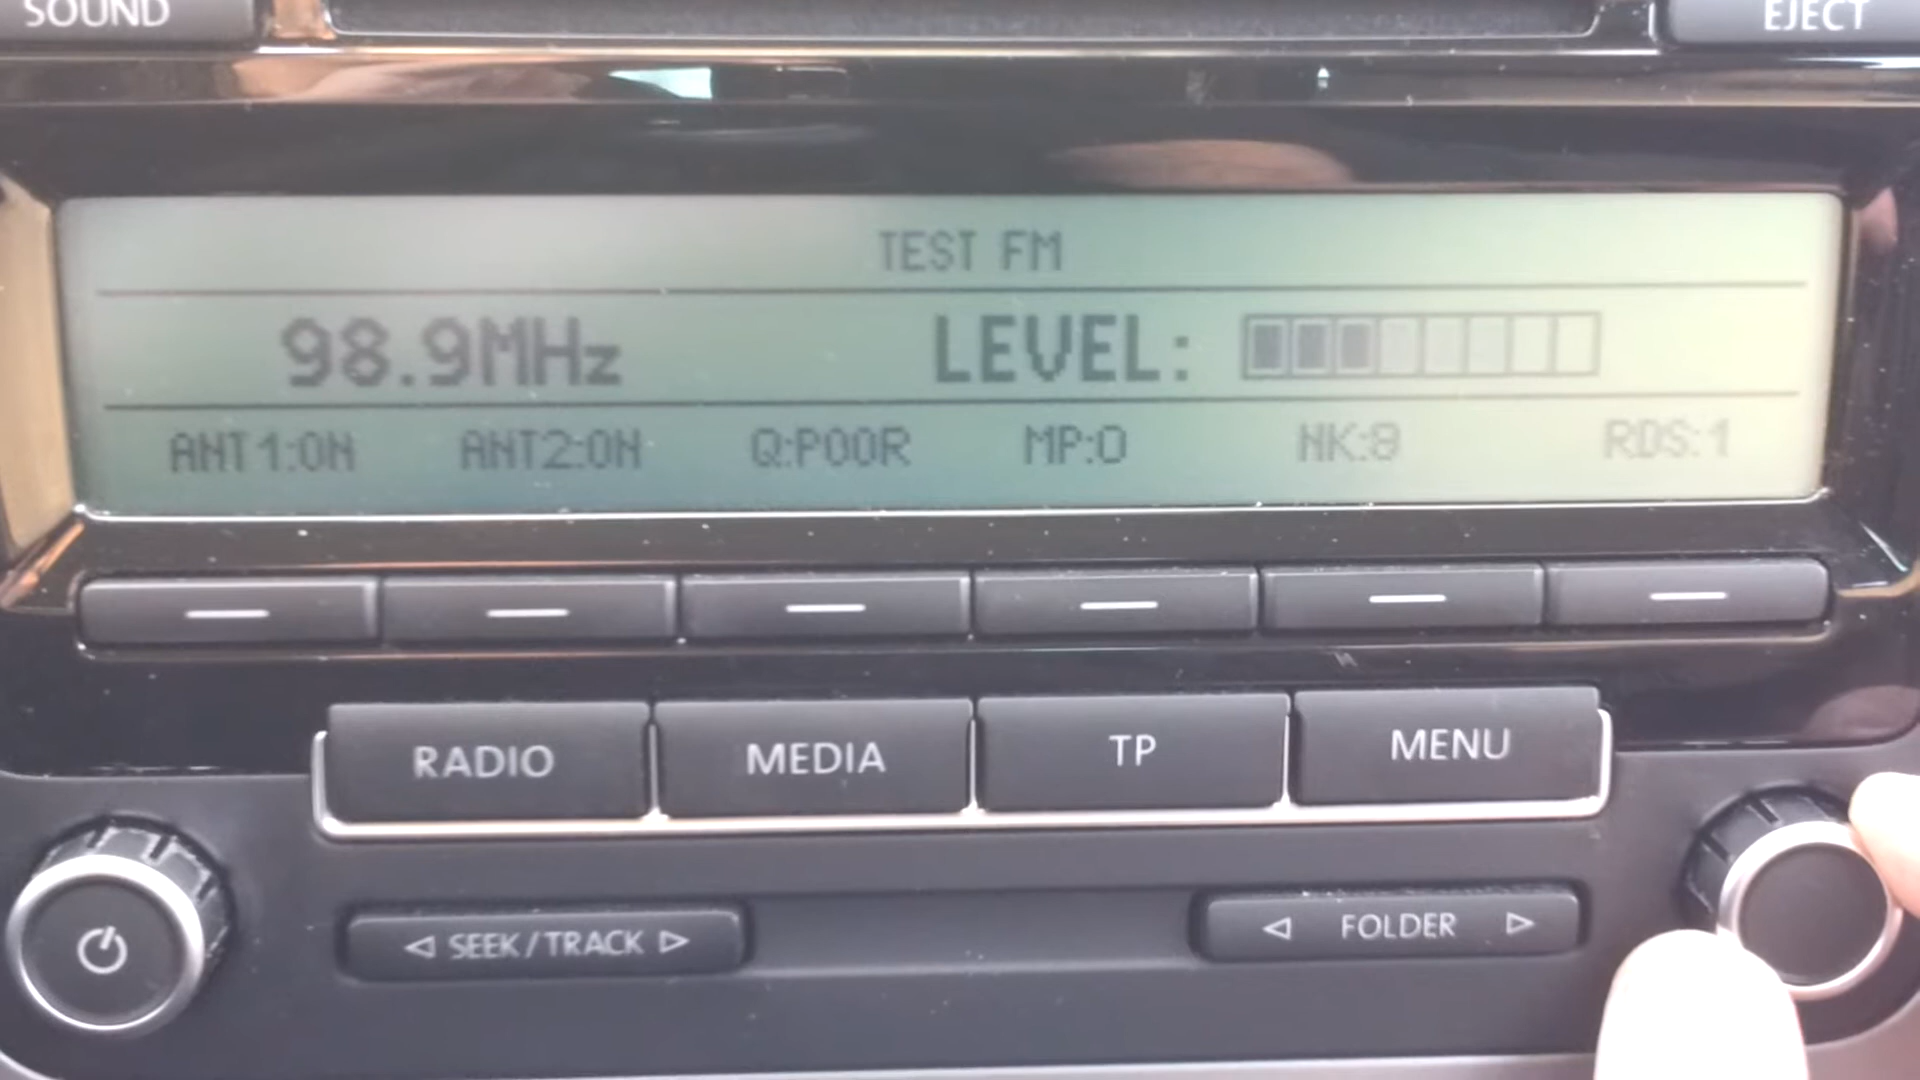 SOUND EJECT
TEST FM
98.9MHz LEVEL:
ANT1:ON ANT2:ON Q:POOR MP:0 NK:8 RDS:1
RADIO MEDIA TP MENU
SEEK/TRACK FOLDER